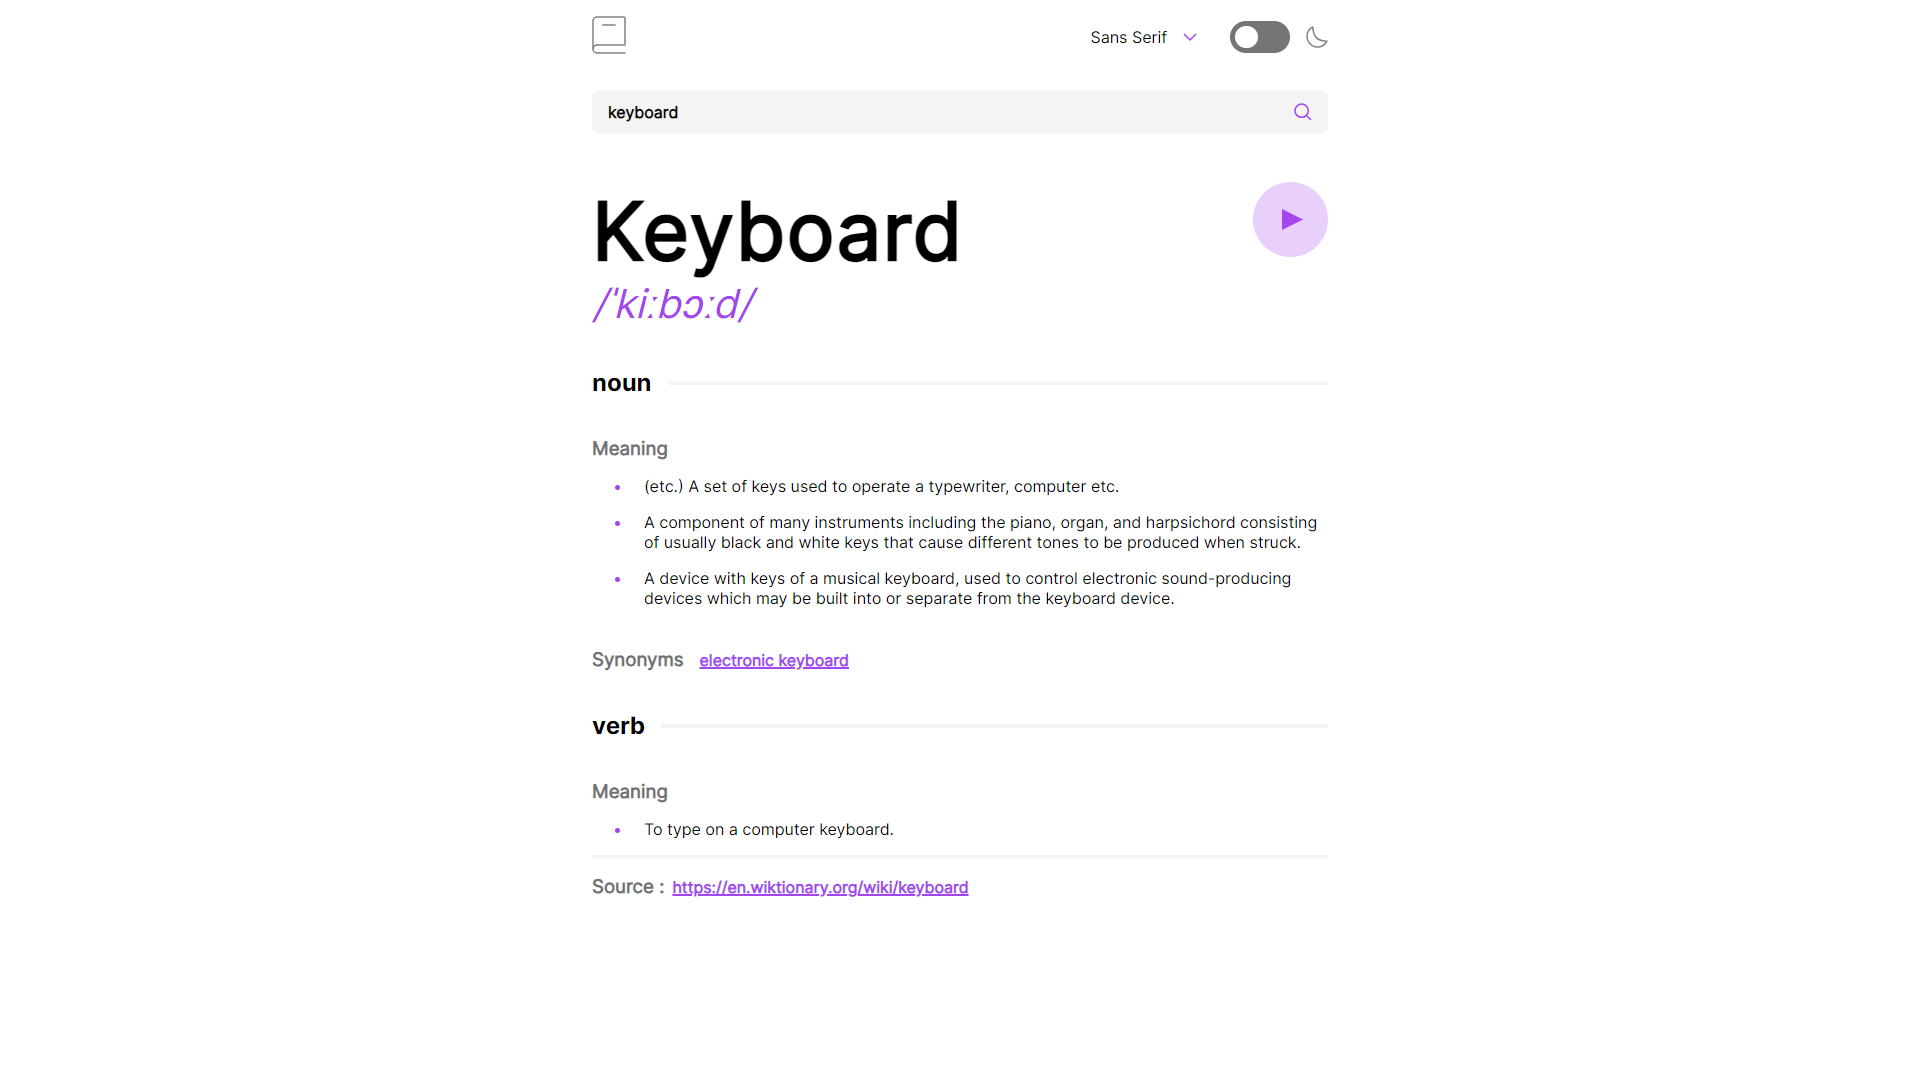 Sans Serif
keyboard
Keyboard
/ˈkiːbɔːd/
noun
Meaning
(etc.) A set of keys used to operate a typewriter, computer etc.
A component of many instruments including the piano, organ, and harpsichord consisting
of usually black and white keys that cause different tones to be produced when struck.
A device with keys of a musical keyboard, used to control electronic sound-producing
devices which may be built into or separate from the keyboard device.
Synonyms electronic keyboard
verb
Meaning
To type on a computer keyboard.
Source : https://en.wiktionary.org/wiki/keyboard